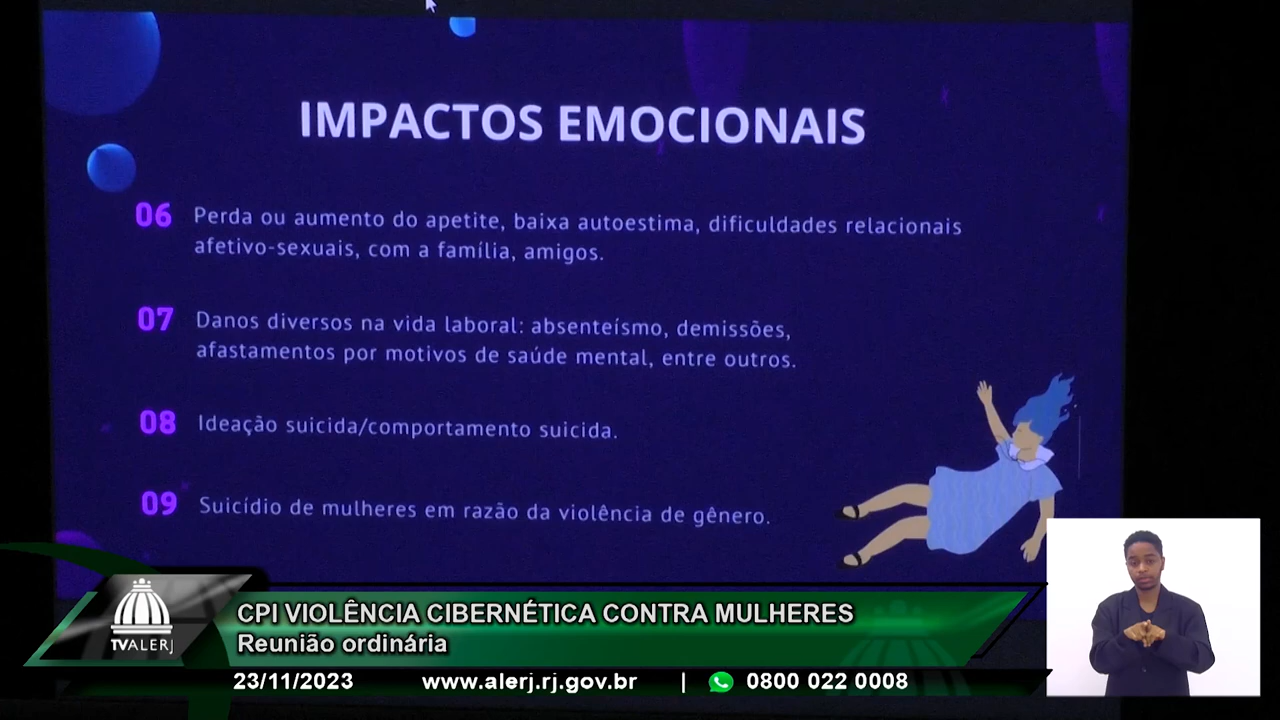 IMPACTOS EMOCIONAIS
06 Perda ou aumento do apetite, baixa autoestima, dificuldades relacionais
afetivo-sexuais, com a família, amigos.
07 Danos diversos na vida laboral: absenteísmo, demissões,
afastamentos por motivos de saúde mental, entre outros.
08 Ideação suicida/comportamento suicida.
09 Suicídio de mulheres em razão da violência de gênero.
CPI VIOLÊNCIA CIBERNÉTICA CONTRA MULHERES
Reunião ordinária
TVALERJ
23/11/2023 www.alerj.rj.gov.br | 0800 022 0008